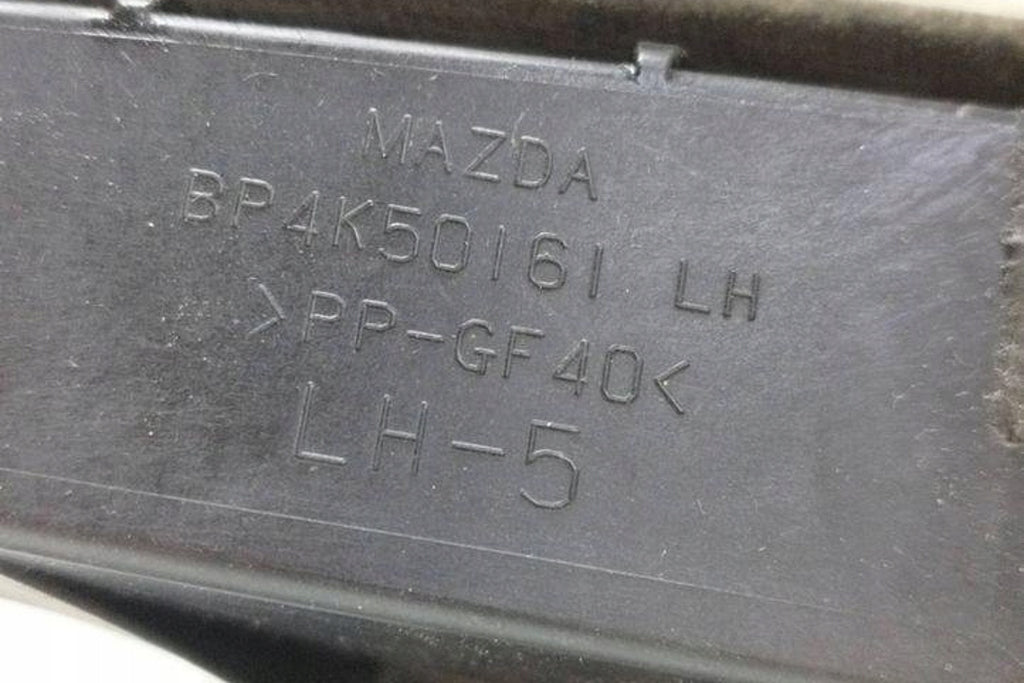 MAZDA
BP4K50161 LH
>PP-GF40<
LH-5